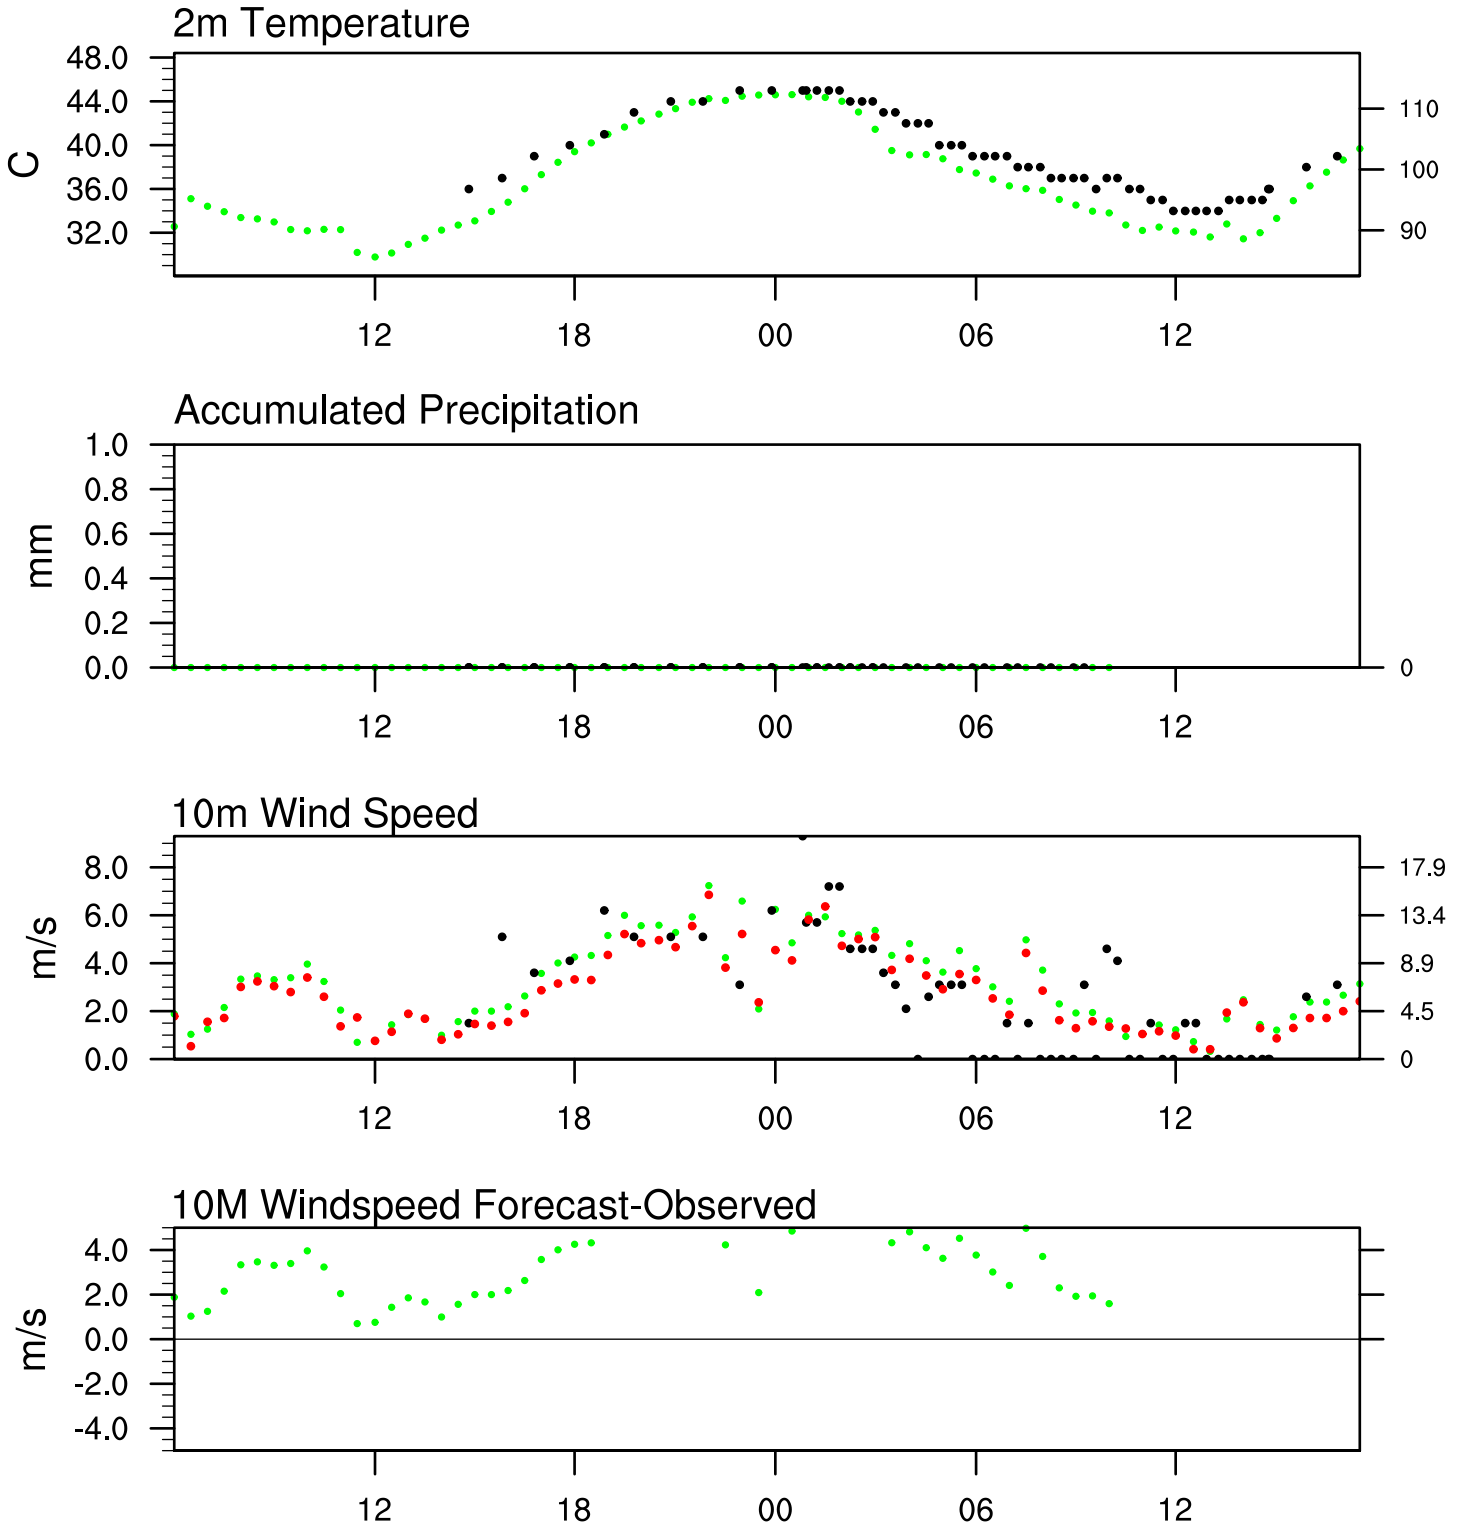 2m Temperature
48.0
44.0
40.0
36.0
32.0
C
110
100
90
12 18 00 06 12
Accumulated Precipitation
1.0
0.8
0.6
0.4
0.2
0.0
mm
0
12 18 00 06 12
10m Wind Speed
8.0
6.0
4.0
2.0
0.0
m/s
17.9
13.4
8.9
4.5
0
12 18 00 06 12
10M Windspeed Forecast-Observed
4.0
2.0
0.0
-2.0
-4.0
m/s
12 18 00 06 12